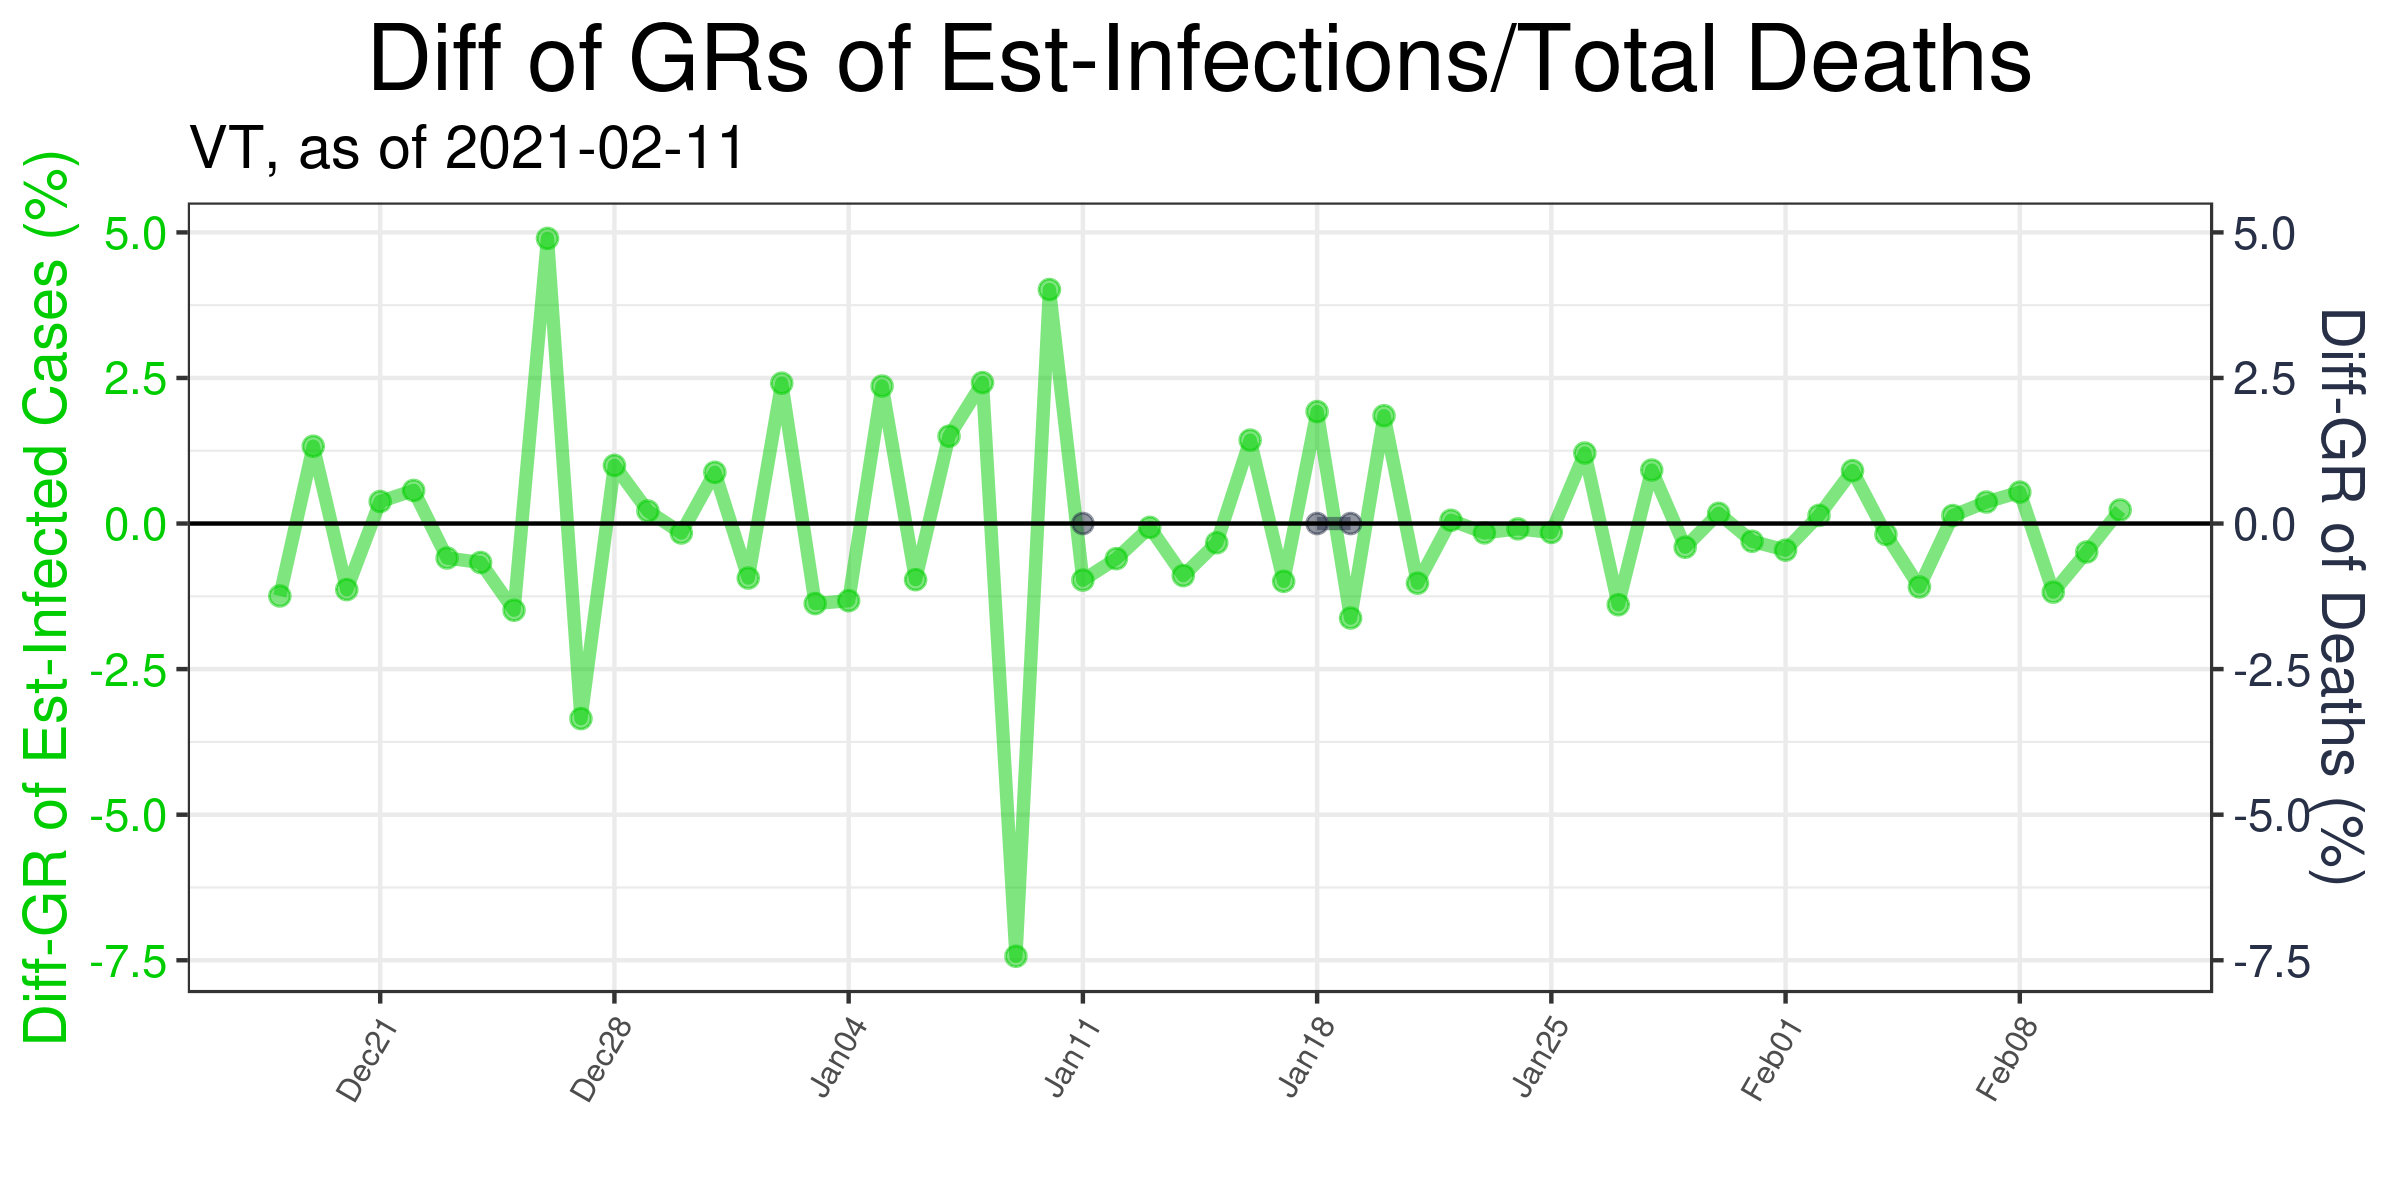 Diff of GRs of Est-Infections/Total Deaths
VT, as of 2021-02-11
Diff-GR of Est-Infected Cases (%)
5.0
2.5
0.0
-2.5
-5.0
-7.5
5.0
2.5
0.0
-2.5
-5.0
-7.5
Diff-GR of Deaths (%)
Dec21
Dec28
Jan04
Jan11
Jan18
Jan25
Feb01
Feb08